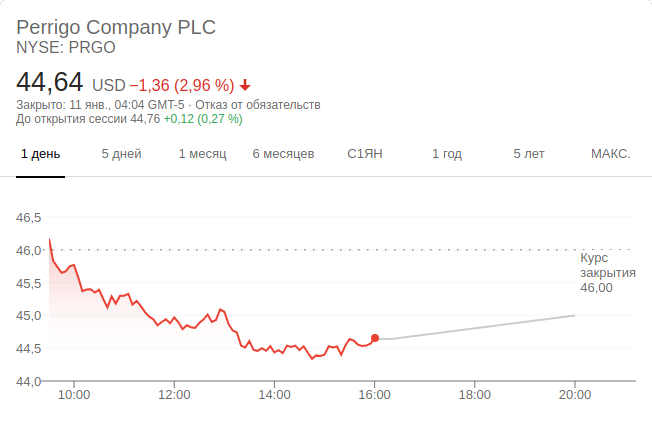 Perrigo Company PLC
NYSE: PRGO
44,64 USD −1,36 (2,96 %)
Закрыто: 11 янв., 04:04 GMT-5 · Отказ от обязательств
До открытия сессии 44,76 +0,12 (0,27 %)
1 день 5 дней 1 месяц 6 месяцев С1ЯН 1 год 5 лет МАКС.
46,5
46,0
Курс
закрытия
46,00
45,5
45,0
44,5
44,0
10:00 12:00 14:00 16:00 18:00 20:00